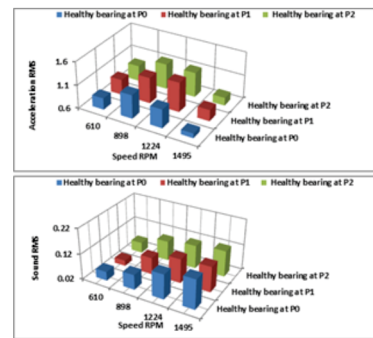 Healthy bearing at P0 Healthy bearing at P1 Healthy bearing at P2
1.6
1.1
0.6
Acceleration RMS
610
898
1224
1495
Speed RPM
Healthy bearing at P2
Healthy bearing at P1
Healthy bearing at P0
Healthy bearing at P0 Healthy bearing at P1 Healthy bearing at P2
0.22
0.12
0.02
Sound RMS
610
898
1224
1495
Speed RPM
Healthy bearing at P2
Healthy bearing at P1
Healthy bearing at P0